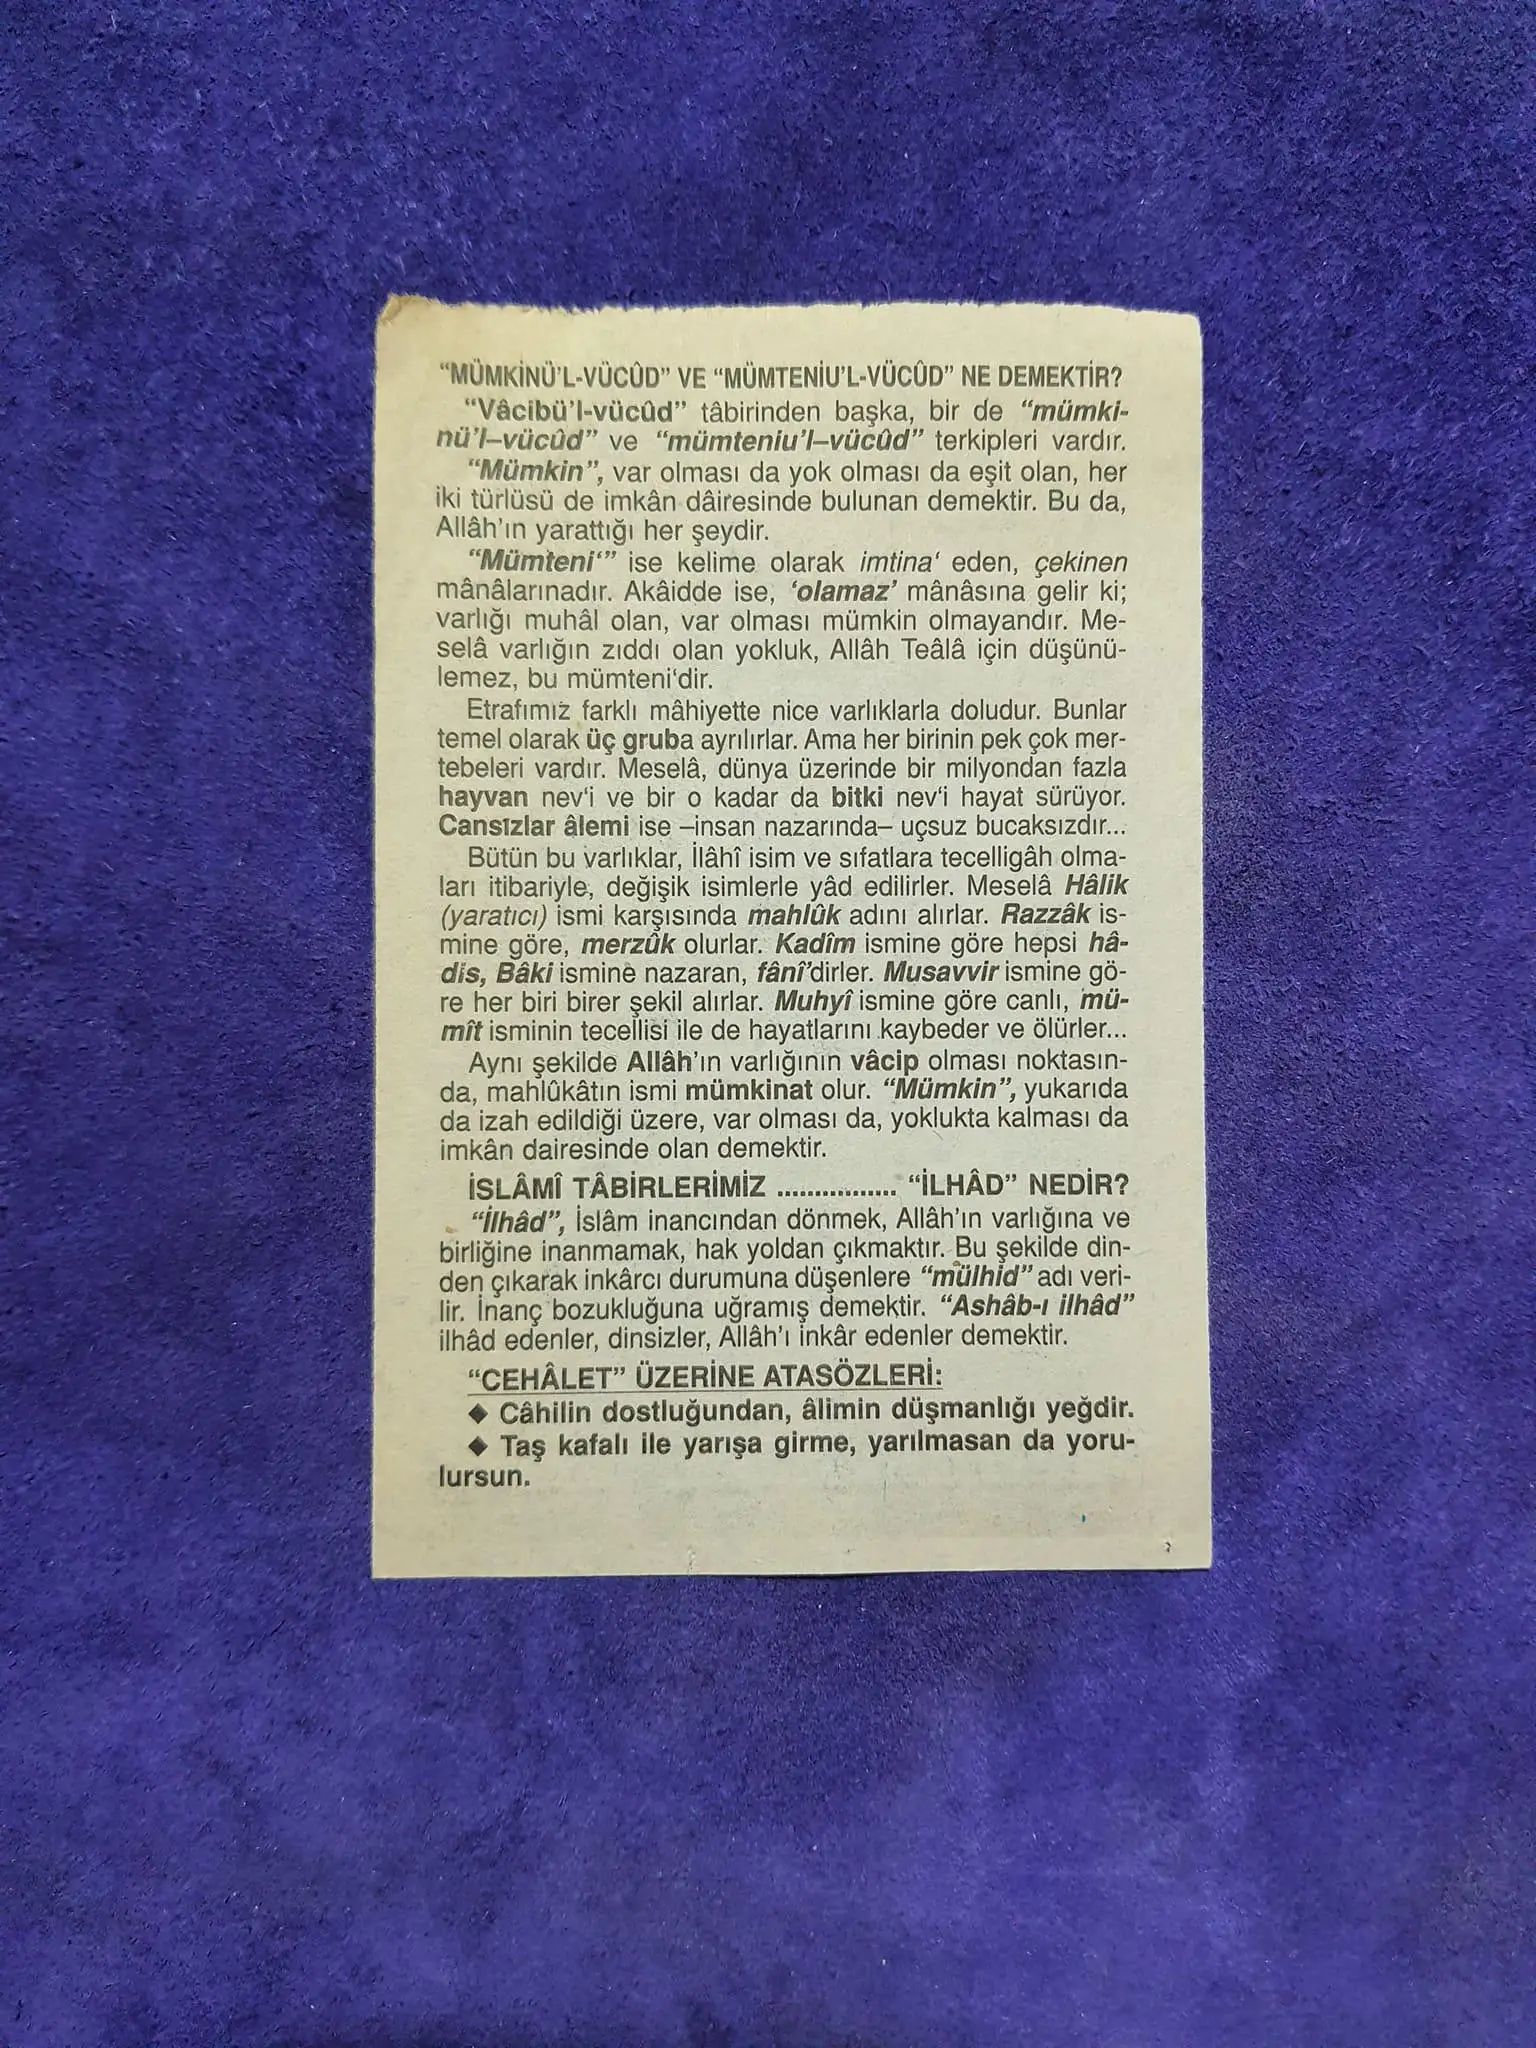 “MÜMKİNÜ’L-VÜCÛD” VE “MÜMTENİU’L-VÜCÛD” NE DEMEKTİR?
“Vâcibü’l-vücûd” tâbirinden başka, bir de “mümki-
nü’l–vücûd” ve “mümteniu’l–vücûd” terkipleri vardır.
“Mümkin”, var olması da yok olması da eşit olan, her
iki türlüsü de imkân dâiresinde bulunan demektir. Bu da,
Allâh’ın yarattığı her şeydir.
“Mümteni‘” ise kelime olarak imtina‘ eden, çekinen
mânâlarınadır. Akâidde ise, ‘olamaz’ mânâsına gelir ki;
varlığı muhâl olan, var olması mümkin olmayandır. Me-
selâ varlığın zıddı olan yokluk, Allâh Teâlâ için düşünü-
lemez, bu mümteni‘dir.
Etrafımız farklı mâhiyette nice varlıklarla doludur. Bunlar
temel olarak üç gruba ayrılırlar. Ama her birinin pek çok mer-
tebeleri vardır. Meselâ, dünya üzerinde bir milyondan fazla
hayvan nev‘i ve bir o kadar da bitki nev‘i hayat sürüyor.
Cansızlar âlemi ise –insan nazarında– uçsuz bucaksızdır...
Bütün bu varlıklar, İlâhî isim ve sıfatlara tecelligâh olma-
ları itibariyle, değişik isimlerle yâd edilirler. Meselâ Hâlik
(yaratıcı) ismi karşısında mahlûk adını alırlar. Razzâk is-
mine göre, merzûk olurlar. Kadîm ismine göre hepsi hâ-
dis, Bâki ismine nazaran, fânî’dirler. Musavvir ismine gö-
re her biri birer şekil alırlar. Muhyî ismine göre canlı, mü-
mît isminin tecellisi ile de hayatlarını kaybeder ve ölürler...
Aynı şekilde Allâh’ın varlığının vâcip olması noktasın-
da, mahlûkâtın ismi mümkinat olur. “Mümkin”, yukarıda
da izah edildiği üzere, var olması da, yoklukta kalması da
imkân dairesinde olan demektir.
İSLÂMÎ TÂBİRLERİMİZ ................ “İLHÂD” NEDİR?
“İlhâd”, İslâm inancından dönmek, Allâh’ın varlığına ve
birliğine inanmamak, hak yoldan çıkmaktır. Bu şekilde din-
den çıkarak inkârcı durumuna düşenlere “mülhid” adı veri-
lir. İnanç bozukluğuna uğramış demektir. “Ashâb-ı ilhâd”
ilhâd edenler, dinsizler, Allâh’ı inkâr edenler demektir.
“CEHÂLET” ÜZERİNE ATASÖZLERİ:
◆ Câhilin dostluğundan, âlimin düşmanlığı yeğdir.
◆ Taş kafalı ile yarışa girme, yarılmasan da yoru-
lursun.